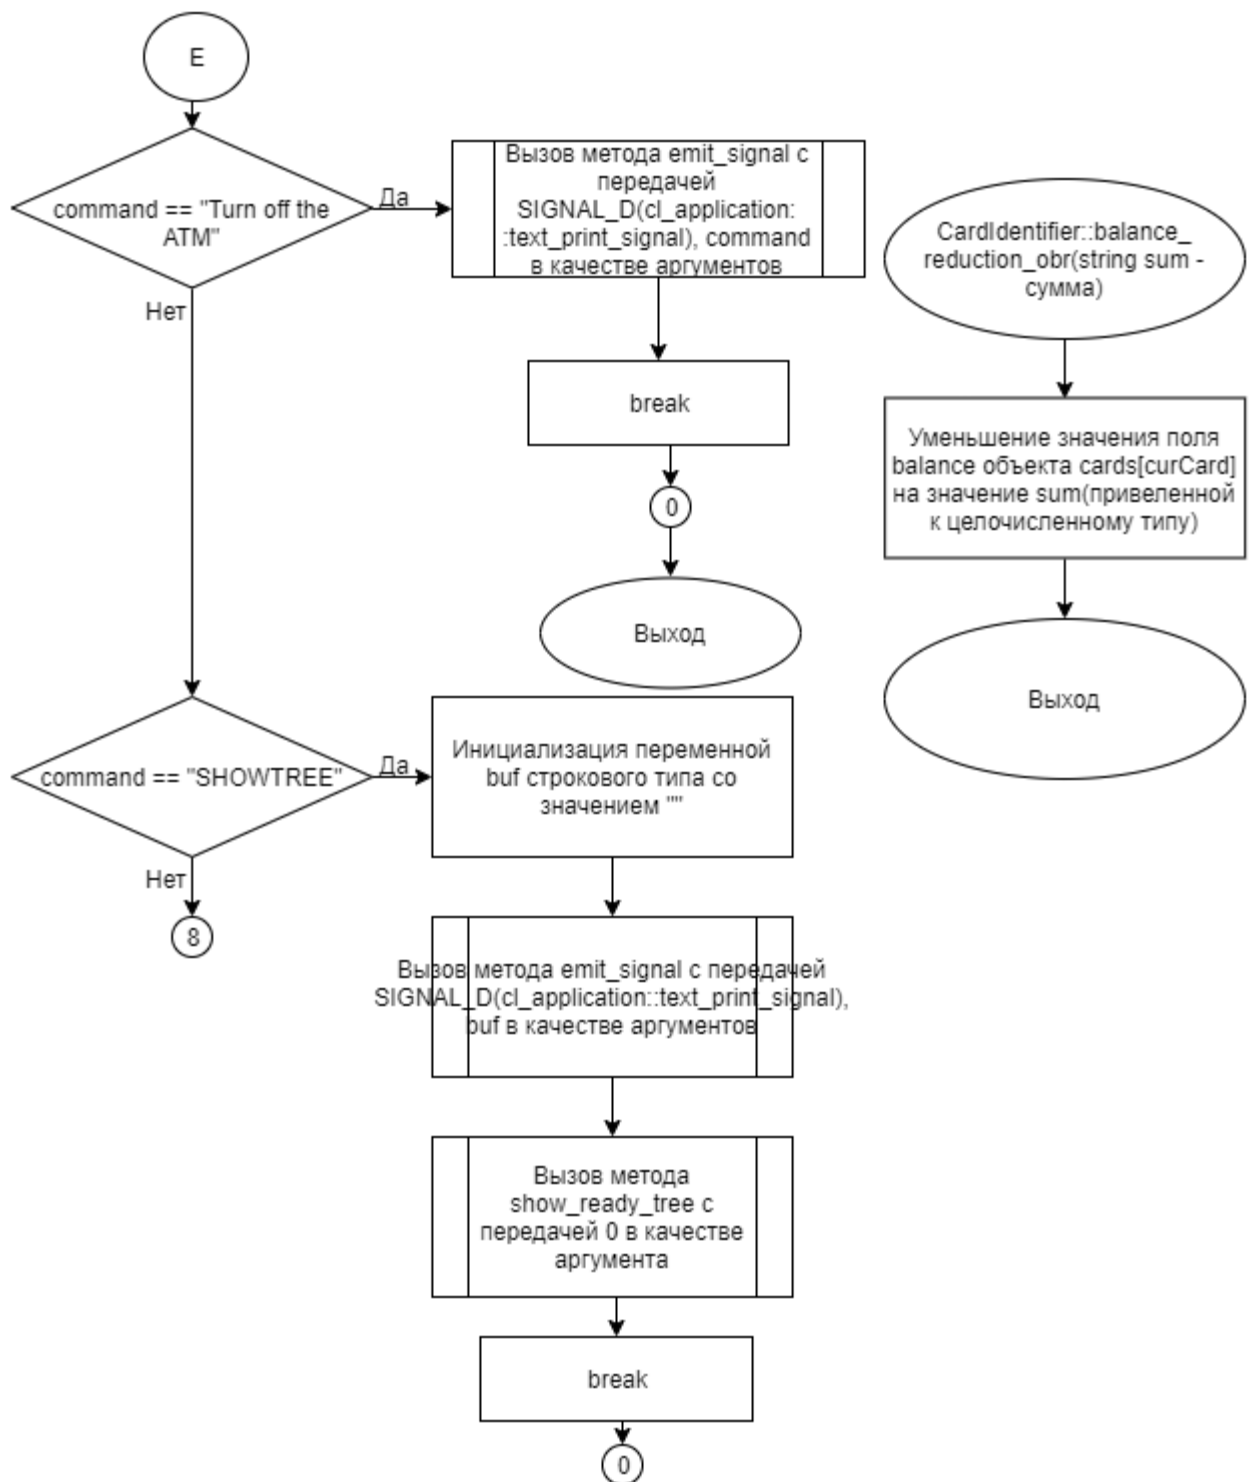 E
command == "Turn off the
ATM"
Да
Нет
Вызов метода emit_signal с
передачей
SIGNAL_D(cl_application:
:text_print_signal), command
в качестве аргументов
break
0
Выход
CardIdentifier::balance_
reduction_obr(string sum -
сумма)
Уменьшение значения поля
balance объекта cards[curCard]
на значение sum(привеленной
к целочисленному типу)
Выход
command == "SHOWTREE"
Да
Нет
8
Инициализация переменной
buf строкового типа со
значением ""
Вызов метода emit_signal с передачей
SIGNAL_D(cl_application::text_print_signal),
buf в качестве аргументов
Вызов метода
show_ready_tree с
передачей 0 в качестве
аргумента
break
0